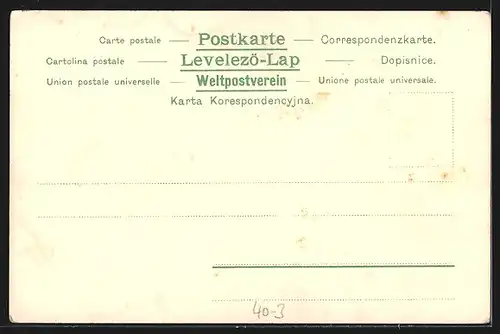 Carte postale — Postkarte — Correspondenzkarte.
Cartolina postale — Levelezö-Lap — Dopisnice.
Union postale universelle — Weltpostverein — Unione postale universale.
Karta Korespondencyjna.
40-3